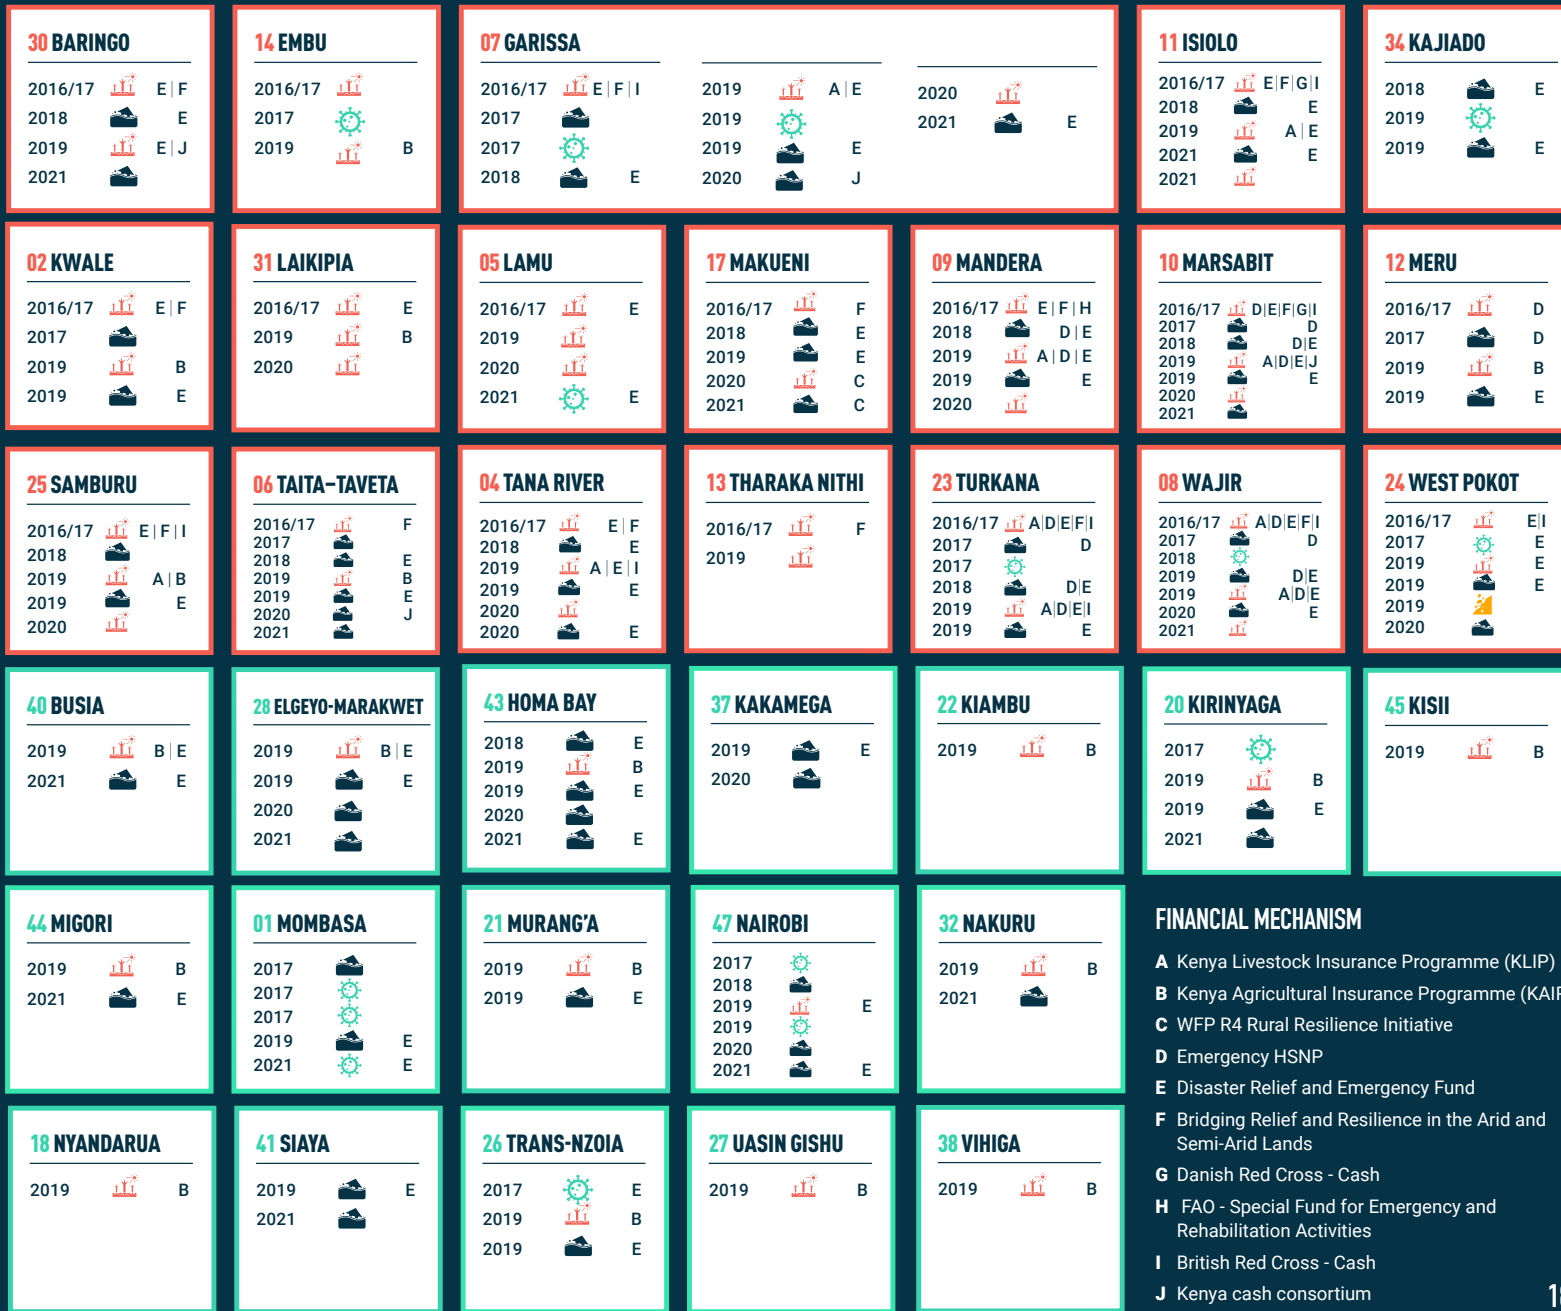 30 BARINGO
2016/17 E | F
2018 E
2019 E | J
2021
14 EMBU
2016/17
2017
2019 B
07 GARISSA
2016/17 E | F | I
2017
2017
2018 E
2019 A | E
2019
2019 E
2020 J
2020
2021 E
11 ISIOLO
2016/17 E|F|G|I
2018 E
2019 A | E
2021 E
2021
34 KAJIADO
2018 E
2019
2019 E
02 KWALE
2016/17 E | F
2017
2019 B
2019 E
31 LAIKIPIA
2016/17 E
2019 B
2020
05 LAMU
2016/17 E
2019
2020
2021 E
17 MAKUENI
2016/17 F
2018 E
2019 E
2020 C
2021 C
09 MANDERA
2016/17 E | F | H
2018 D | E
2019 A | D | E
2019 E
2020
10 MARSABIT
2016/17 D|E|F|G|I
2017 D
2018 D|E
2019 A|D|E|J
2019 E
2020
2021
12 MERU
2016/17 D
2017 D
2019 B
2019 E
25 SAMBURU
2016/17 E | F | I
2018
2019 A | B
2019 E
2020
06 TAITA–TAVETA
2016/17 F
2017
2018 E
2019 B
2019 E
2020 J
2021
04 TANA RIVER
2016/17 E | F
2018 E
2019 A | E | I
2019 E
2020
2020 E
13 THARAKA NITHI
2016/17 F
2019
23 TURKANA
2016/17 A|D|E|F|I
2017 D
2017
2018 D|E
2019 A|D|E|I
2019 E
08 WAJIR
2016/17 A|D|E|F|I
2017 D
2018
2019 D|E
2019 A|D|E
2020 E
2021
24 WEST POKOT
2016/17 E|I
2017 E
2019 E
2019 E
2019
2020
40 BUSIA
2019 B | E
2021 E
28 ELGEYO-MARAKWET
2019 B | E
2019 E
2020
2021
43 HOMA BAY
2018 E
2019 B
2019 E
2020
2021 E
37 KAKAMEGA
2019 E
2020
22 KIAMBU
2019 B
20 KIRINYAGA
2017
2019 B
2019 E
2021
45 KISII
2019 B
44 MIGORI
2019 B
2021 E
01 MOMBASA
2017
2017
2017
2019 E
2021 E
21 MURANG'A
2019 B
2019 E
47 NAIROBI
2017
2018
2019 E
2019
2020
2021 E
32 NAKURU
2019 B
2021
18 NYANDARUA
2019 B
41 SIAYA
2019 E
2021
26 TRANS-NZOIA
2017 E
2019 B
2019 E
27 UASIN GISHU
2019 B
38 VIHIGA
2019 B
FINANCIAL MECHANISM
A Kenya Livestock Insurance Programme (KLIP)
B Kenya Agricultural Insurance Programme
C WFP R4 Rural Resilience Initiative
D Emergency HSNP
E Disaster Relief and Emergency Fund
F Bridging Relief and Resilience in the Arid and
Semi-Arid Lands
G Danish Red Cross - Cash
H FAO - Special Fund for Emergency and
Rehabilitation Activities
I British Red Cross - Cash
J Kenya cash consortium